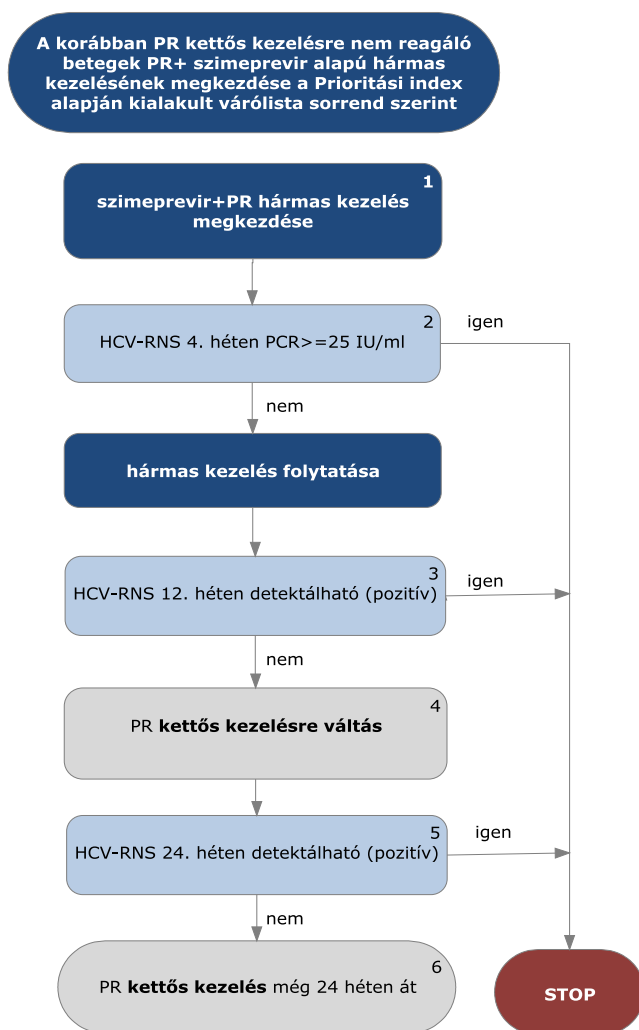 A korábban PR kettős kezelésre nem reagáló
betegek PR+ szimeprevir alapú hármas
kezelésének megkezdése a Prioritási index
alapján kialakult várólista sorrend szerint
1
szimeprevir+PR hármas kezelés
megkezdése
2
HCV-RNS 4. héten PCR>=25 IU/ml
igen
nem
hármas kezelés folytatása
3
HCV-RNS 12. héten detektálható (pozitív)
igen
nem
4
PR kettős kezelésre váltás
5
HCV-RNS 24. héten detektálható (pozitív)
igen
nem
6
PR kettős kezelés még 24 héten át
STOP